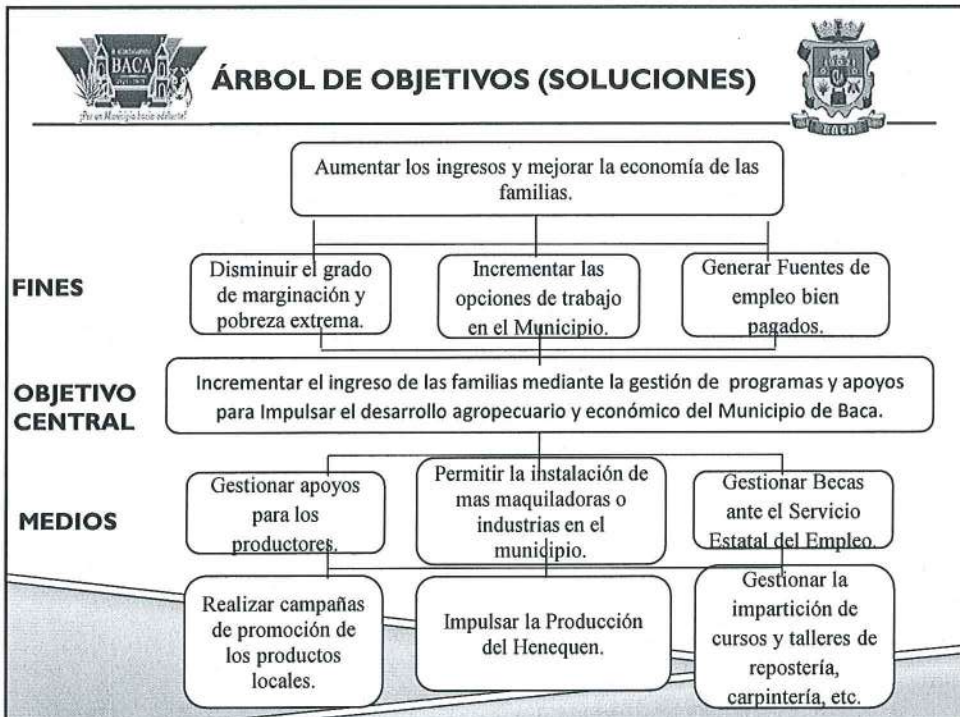 BACA
¡Por un Municipio hacia adelante!
ÁRBOL DE OBJETIVOS (SOLUCIONES)
BACA
Aumentar los ingresos y mejorar la economía de las
familias.
FINES
Disminuir el grado
de marginación y
pobreza extrema.
Incrementar las
opciones de trabajo
en el Municipio.
Generar Fuentes de
empleo bien
pagados.
OBJETIVO
CENTRAL
Incrementar el ingreso de las familias mediante la gestión de programas y apoyos
para Impulsar el desarrollo agropecuario y económico del Municipio de Baca.
MEDIOS
Gestionar apoyos
para los
productores.
Permitir la instalación de
mas maquiladoras o
industrias en el
municipio.
Gestionar Becas
ante el Servicio
Estatal del Empleo.
Realizar campañas
de promoción de
los productos
locales.
Impulsar la Producción
del Henequen.
Gestionar la
impartición de
cursos y talleres de
repostería,
carpintería, etc.